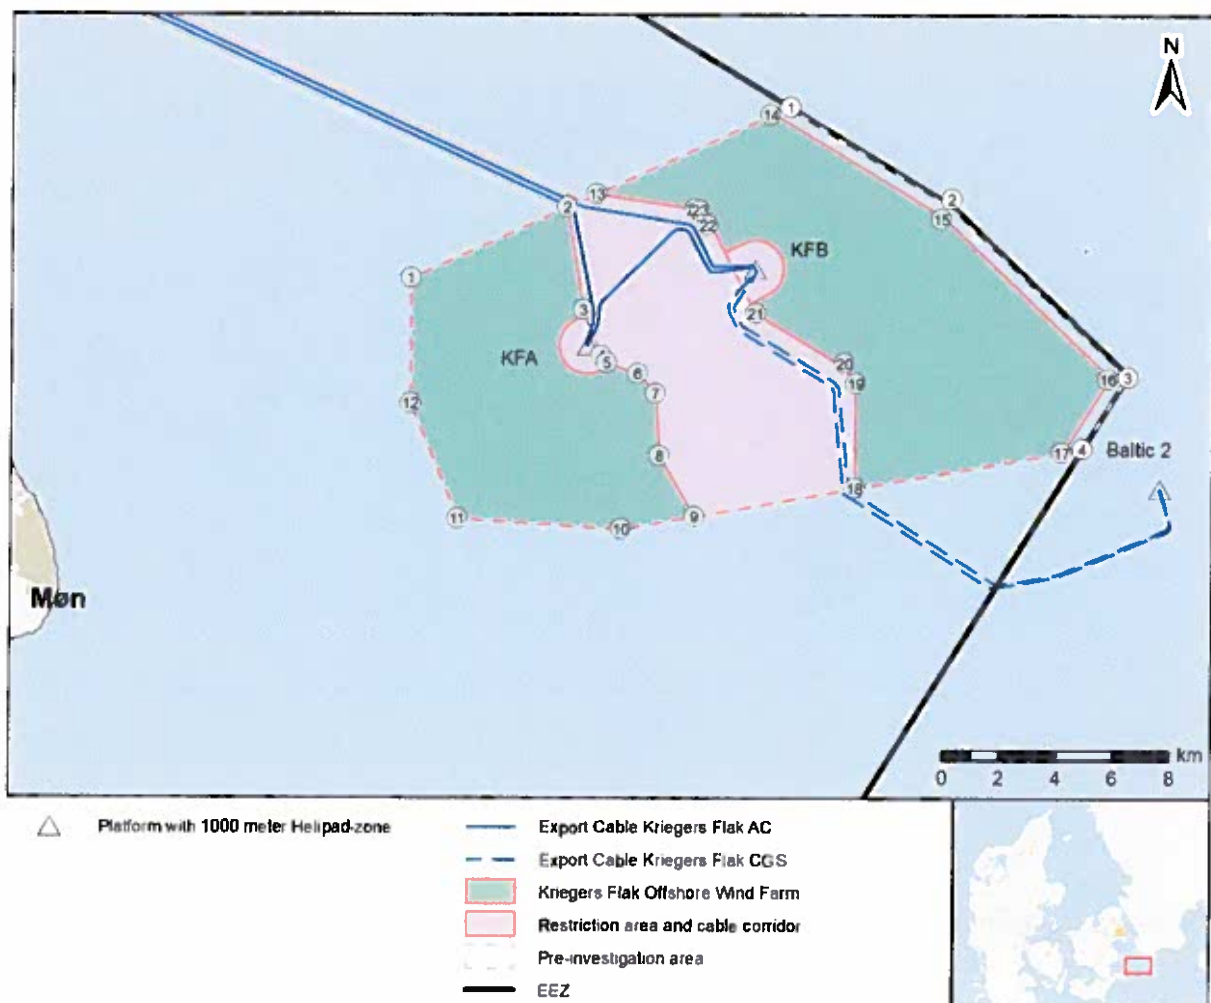 N
1
14
2
13
2
15
23
22
KFB
1
3
21
KFA
5
6
20
19
16
3
7
12
8
17
4
Baltic 2
18
11
10
9
Møn
km
0 2 4 6 8
Platform with 1000 meter Helipad-zone
Export Cable Kriegers Flak AC
Export Cable Kriegers Flak CGS
Kriegers Flak Offshore Wind Farm
Restriction area and cable corridor
Pre-investigation area
EEZ